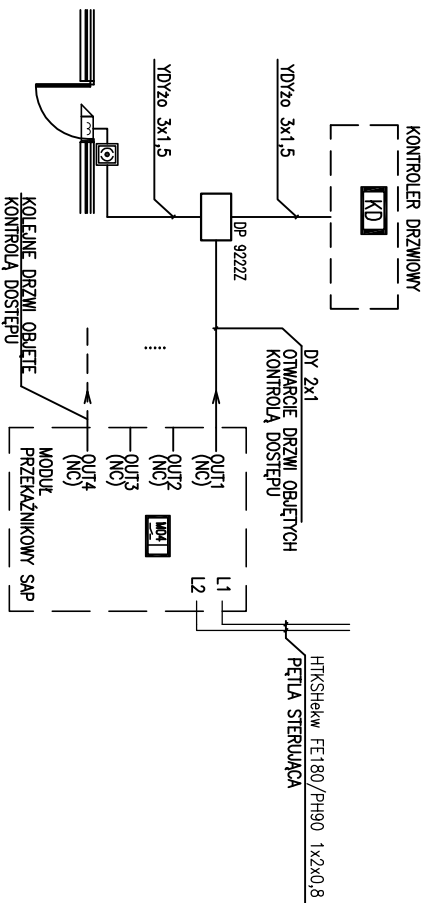 KONTROLER DRZWIOWY
KD
YDYżo 3x1,5
YDYżo 3x1,5
DP 9222Z
DY 2x1
OTWARCIE DRZWI OBJĘTYCH
KONTROLĄ DOSTĘPU
KOLEJNE DRZWI OBJĘTE
KONTROLĄ DOSTĘPU
.....
OUT1
(NC)
OUT2
(NC)
OUT3
(NC)
OUT4
(NC)
M04
MODUŁ
PRZEKAŹNIKOWY SAP
L1
L2
HTKSHekw FE180/PH90 1x2x0,8
PĘTLA STERUJĄCA